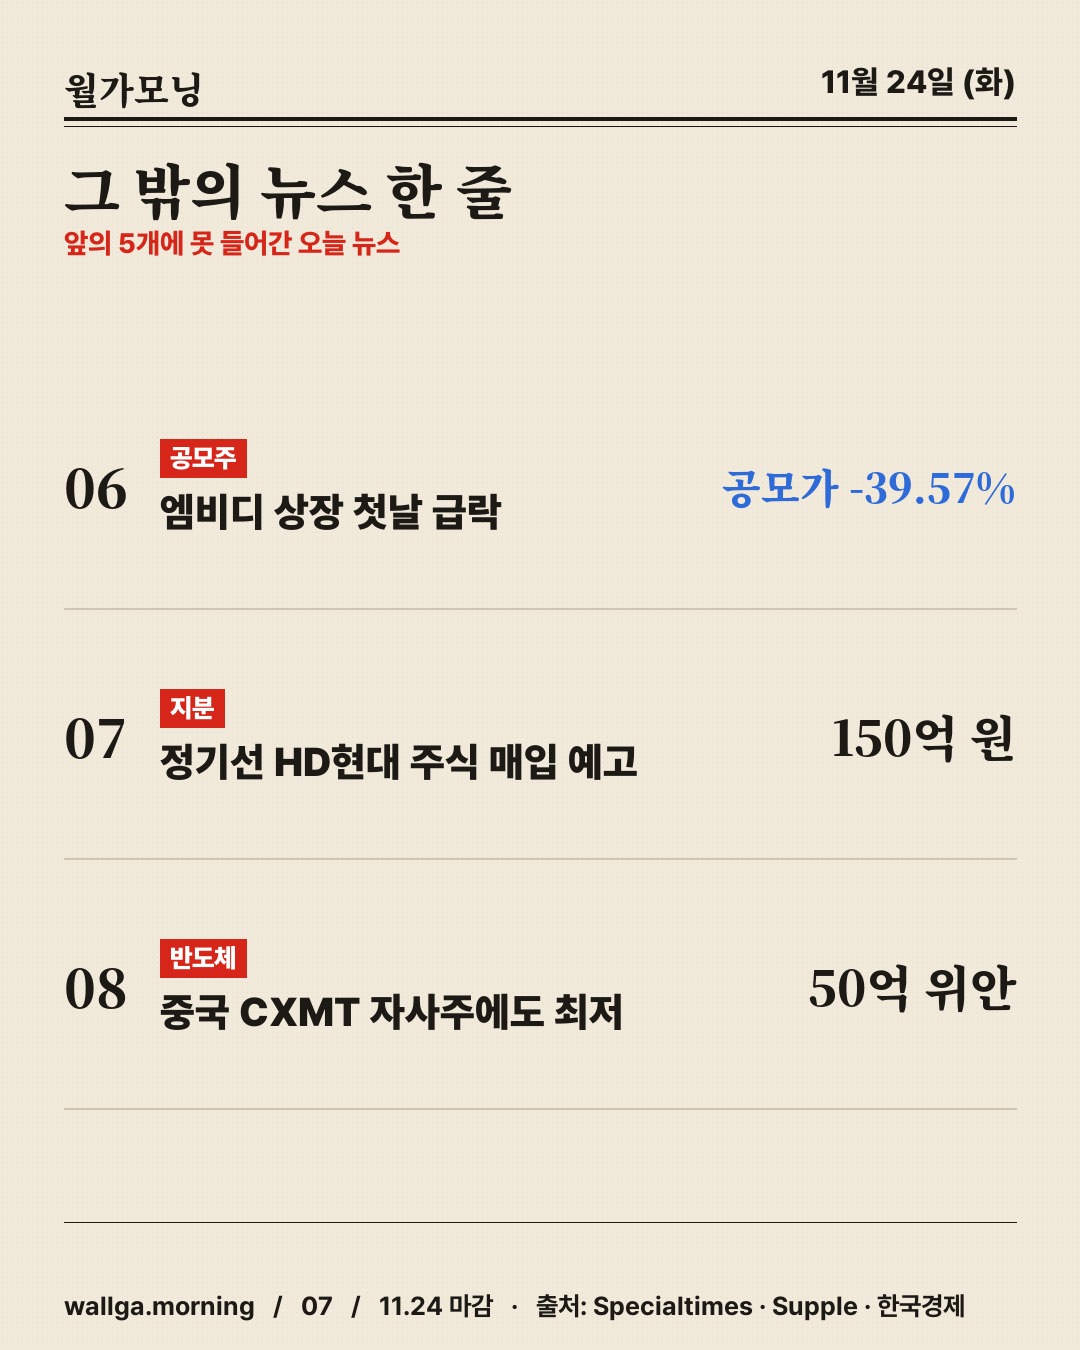 월가모닝
11월 24일 (화)
그 밖의 뉴스 한 줄
앞의 5개에 못 들어간 오늘 뉴스
06
공모주
엠비디 상장 첫날 급락
공모가 -39.57%
07
지분
정기선 HD현대 주식 매입 예고
150억 원
08
반도체
중국 CXMT 자사주에도 최저
50억 위안
wallga.morning / 07 / 11.24 마감 · 출처: Specialtimes · Supple · 한국경제